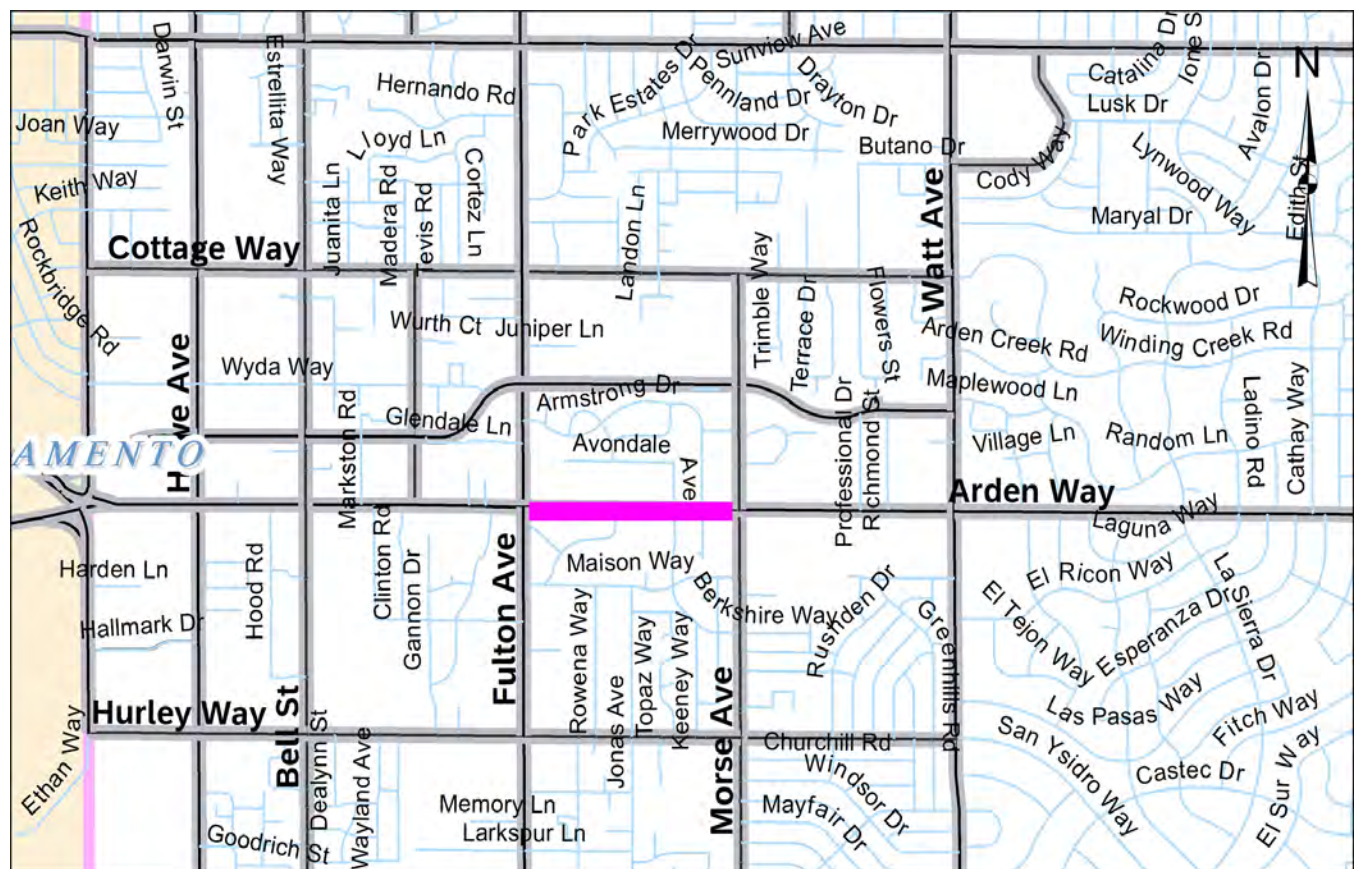 Darwin St
Estrellita Way
Hernando Rd
Park Estates Dr
Sunview Ave
Pennland Dr
Drayton Dr
Catalina Dr
Ione S
Avalon Dr
N
Lusk Dr
Joan Way
Lloyd Ln
Merrywood Dr
Butano Dr
Cody Way
Lynwood Way
Keith Way
Juanita Ln
Madera Rd
Tevis Rd
Cortez Ln
Landon Ln
Watt Ave
Maryal Dr
Edith St
Rockbridge Rd
Cottage Way
Trimble Way
Terrace Dr
Flowers St
Rockwood Dr
Wurth Ct
Juniper Ln
Arden Creek Rd
Winding Creek Rd
Wyda Way
Armstrong Dr
Maplewood Ln
Ladino Rd
Cathay Way
Markston Rd
Glendale Ln
Avondale
Ave
Professional Dr
Richmond St
Village Ln
Random Ln
AMENTO
Arden Way
Laguna Way
Clinton Rd
Gannon Dr
Fulton Ave
Maison Way
Berkshire Way
Rushden Dr
Greenhills Rd
El Ricon Way
El Tejon Way
Esperanza Dr
La Sierra Dr
Harden Ln
Hood Rd
Hallmark Dr
Rowena Way
Jonas Ave
Topaz Way
Keeney Way
Morse Ave
Las Pasas Way
Fitch Way
Hurley Way
Bell St
Churchill Rd
San Ysidro Way
Castec Dr
El Sur Way
Ethan Way
Dealynn St
Wayland Ave
Goodrich St
Memory Ln
Larkspur Ln
Windsor Dr
Mayfair Dr